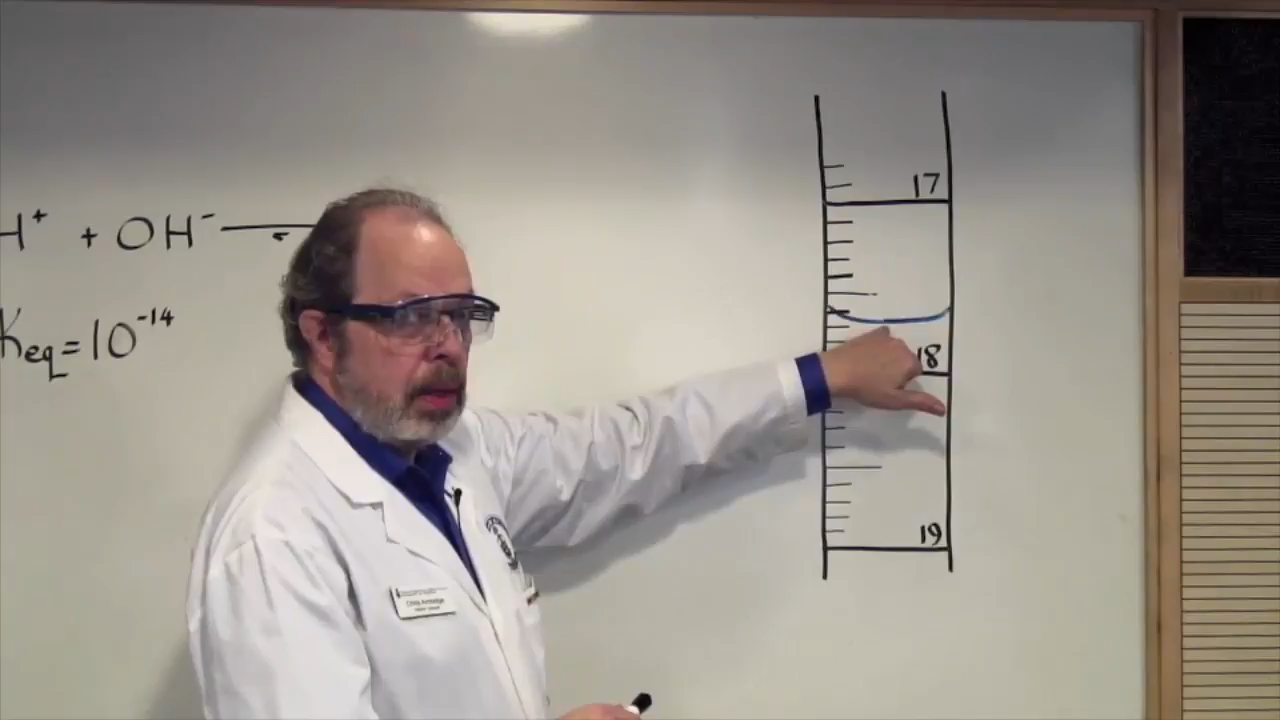 H⁺ + OH⁻
Keq=10⁻¹⁴
17
18
19